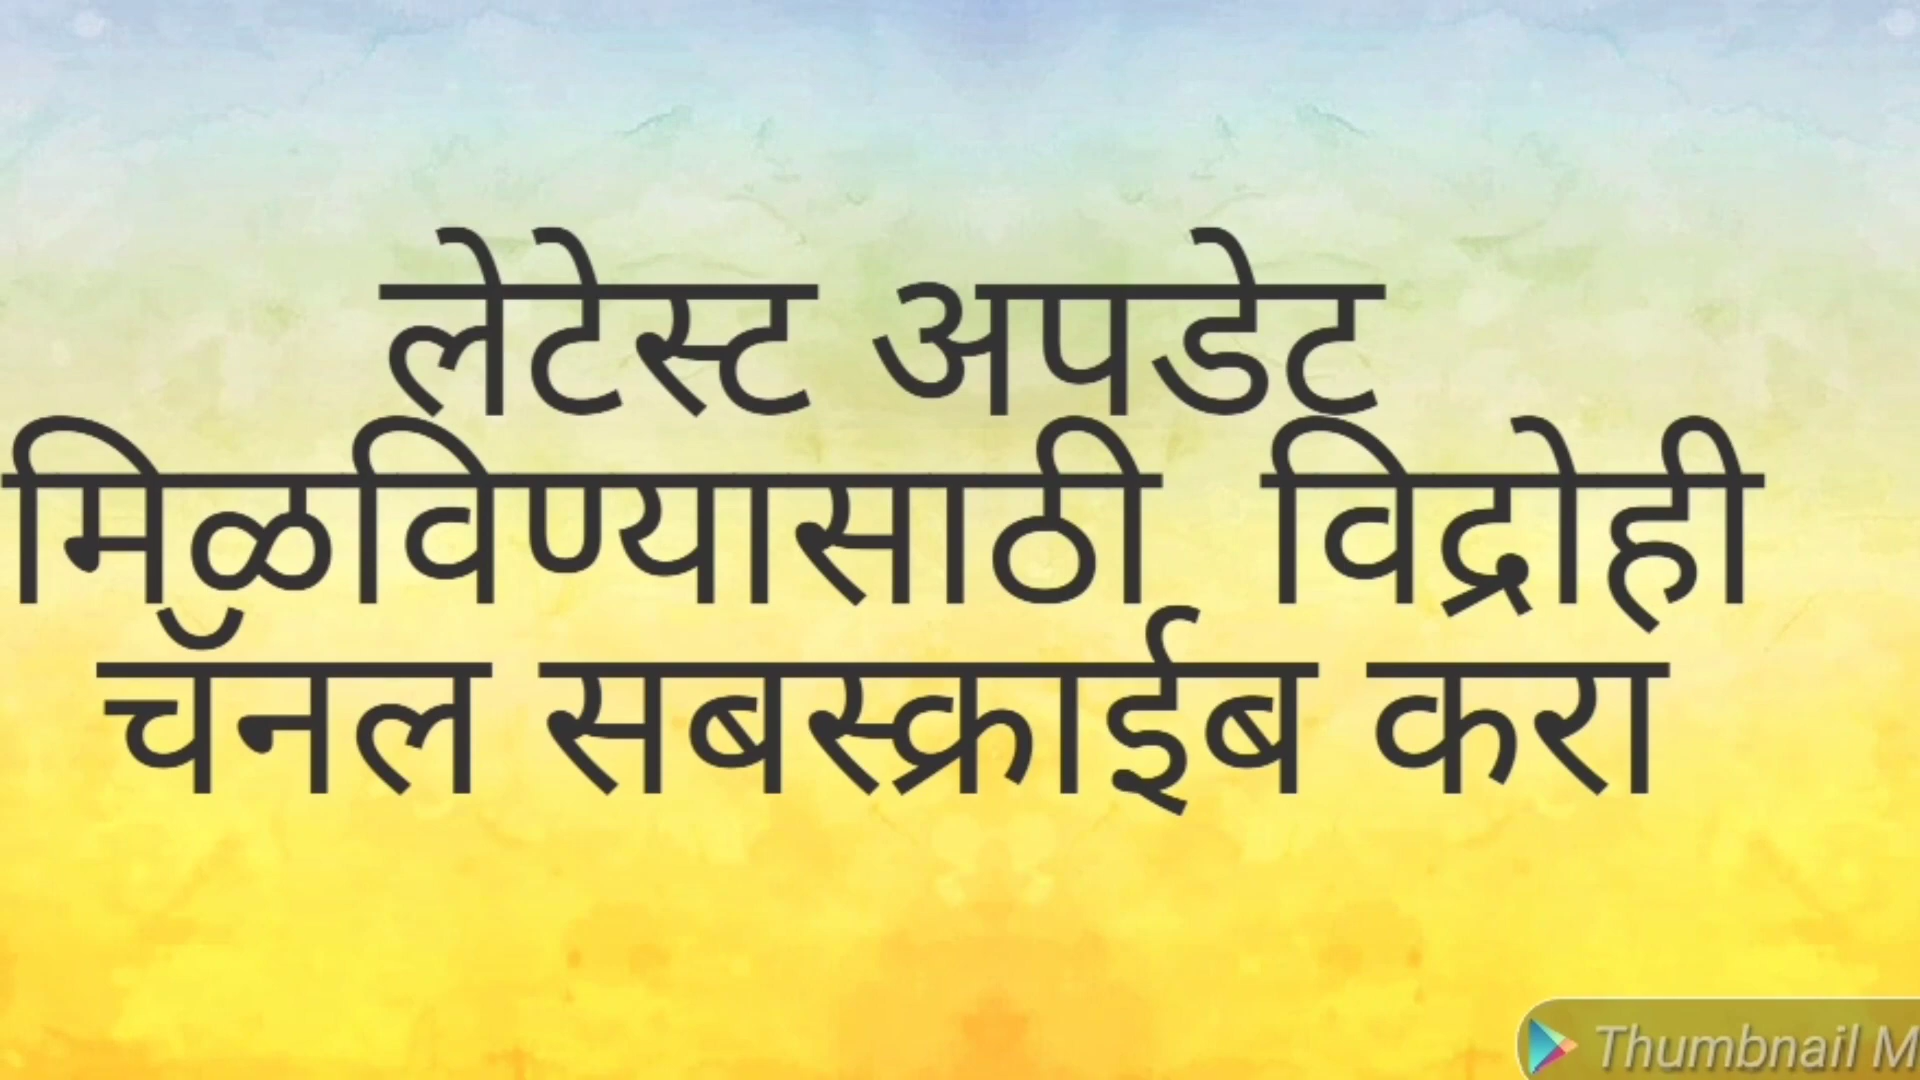 लेटेस्ट अपडेट
मिळविण्यासाठी विद्रोही
चॅनल सबस्क्राईब करा
Thumbnail M